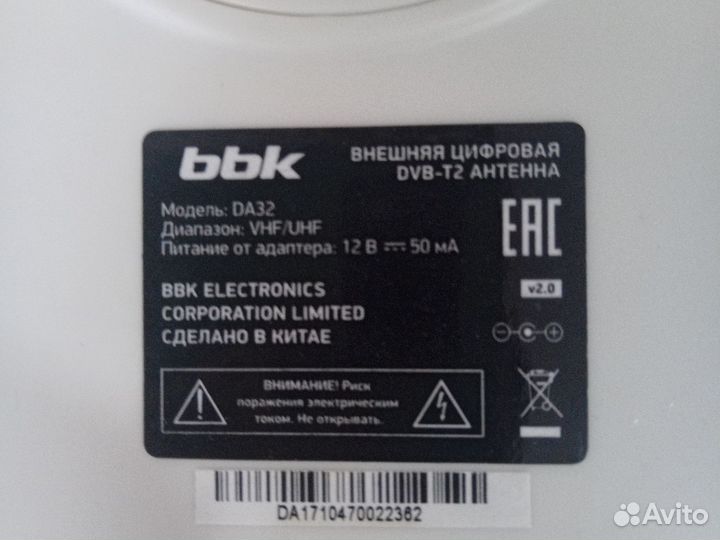 bbk
ВНЕШНЯЯ ЦИФРОВАЯ
DVB-T2 АНТЕННА
Модель: DA32
Диапазон: VHF/UHF
Питание от адаптера: 12 В 50 мА
EAC
BBK ELECTRONICS
CORPORATION LIMITED
СДЕЛАНО В КИТАЕ
v2.0
ВНИМАНИЕ! Риск
поражения электрическим
током. Не открывать.
DA1710470022362
Avito